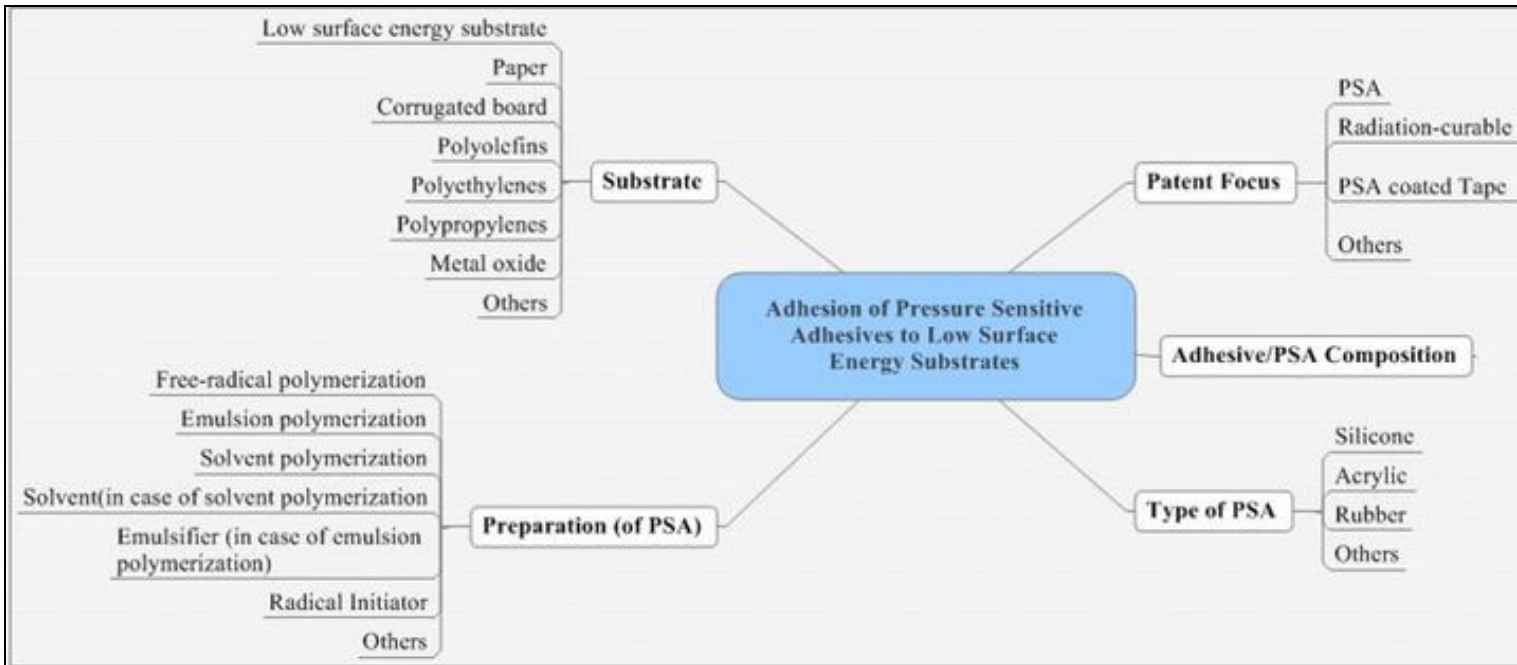 Low surface energy substrate
Paper
Corrugated board
Polyolefins
Polyethylenes
Polypropylenes
Metal oxide
Others
Substrate
Patent Focus
PSA
Radiation-curable
PSA coated Tape
Others
Adhesion of Pressure Sensitive
Adhesives to Low Surface
Energy Substrates
Adhesive/PSA Composition
Free-radical polymerization
Emulsion polymerization
Solvent polymerization
Solvent(in case of solvent polymerization
Emulsifier (in case of emulsion
polymerization)
Radical Initiator
Others
Preparation (of PSA)
Type of PSA
Silicone
Acrylic
Rubber
Others